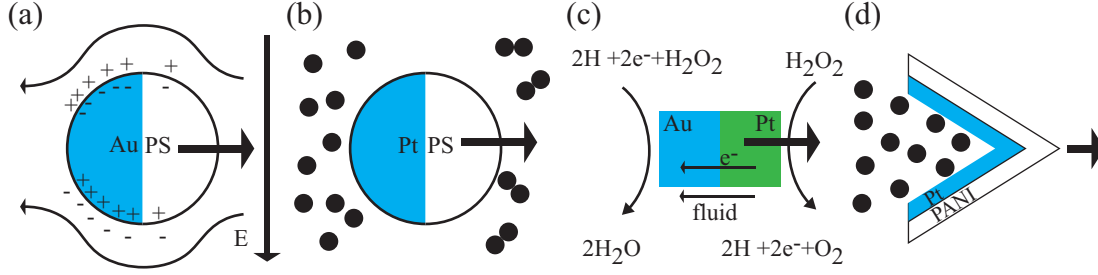 (a)
+ + + + + + +
- - - - - - -
Au PS
+ + + + + + + +
- - - - - - - -
E
(b)
Pt PS
(c)
2H +2e⁻+H₂O₂
H₂O₂
Au
Pt
e⁻
fluid
2H₂O
2H +2e⁻+O₂
(d)
Pt
PANI